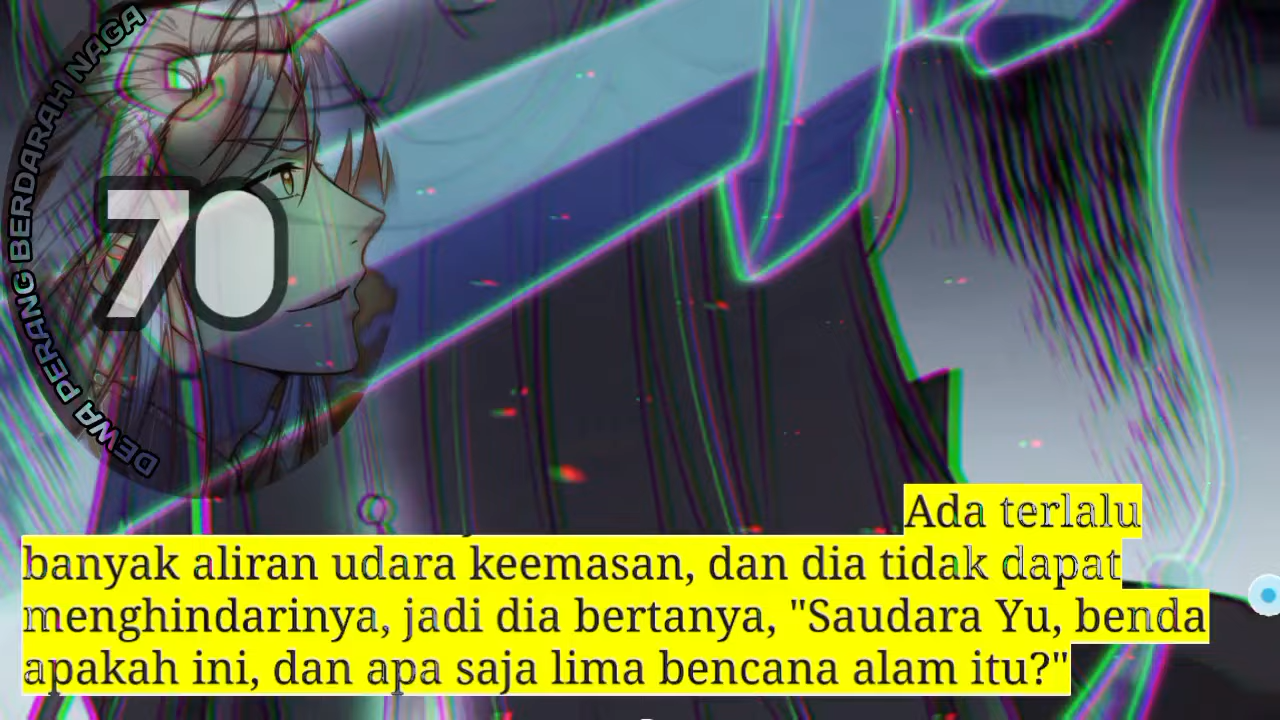 DEWA PERANG BERDARAH NAGA
70
Ada terlalu
banyak aliran udara keemasan, dan dia tidak dapat
menghindarinya, jadi dia bertanya, "Saudara Yu, benda
apakah ini, dan apa saja lima bencana alam itu?"